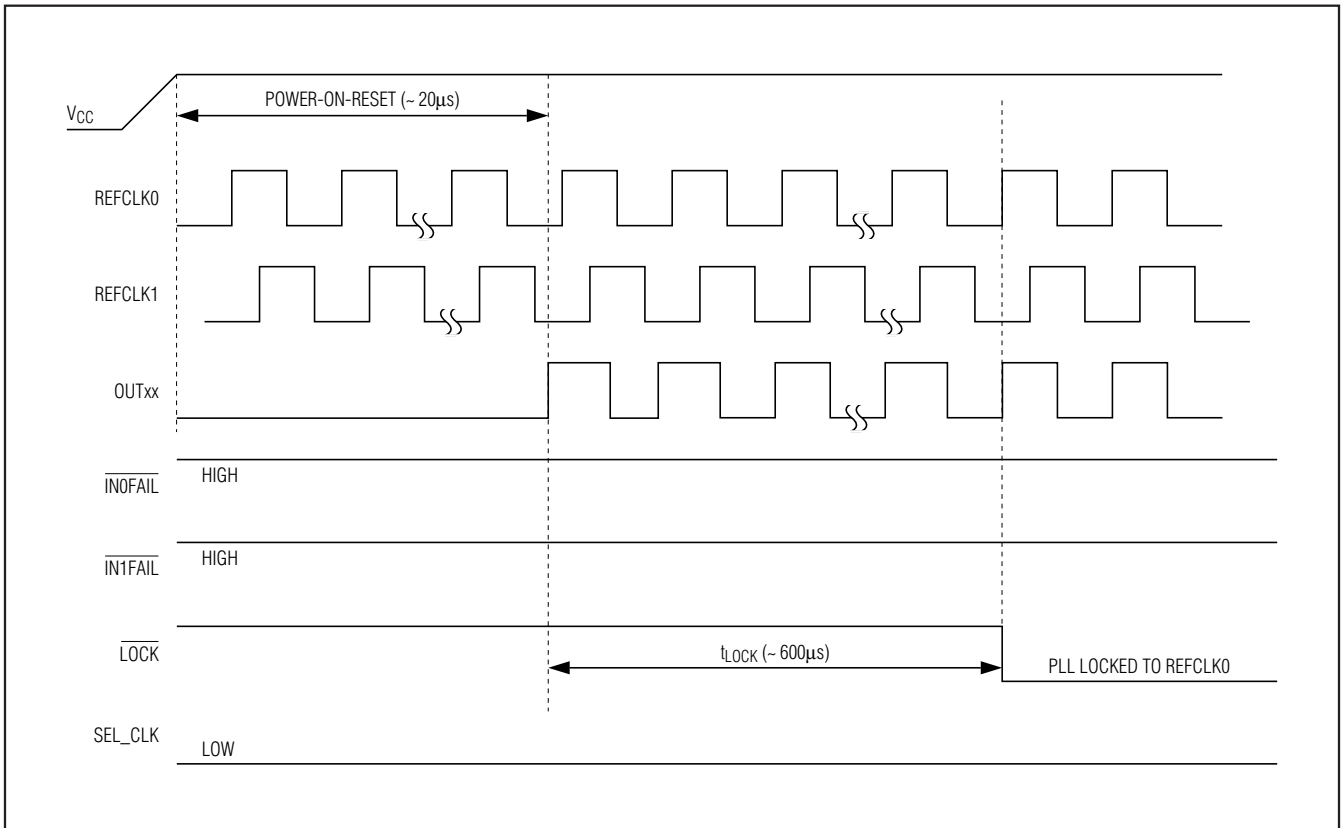 VCC
POWER-ON-RESET (~ 20µs)
REFCLK0
REFCLK1
OUTxx
IN0FAIL
HIGH
IN1FAIL
HIGH
LOCK
tLOCK (~ 600µs)
PLL LOCKED TO REFCLK0
SEL_CLK
LOW